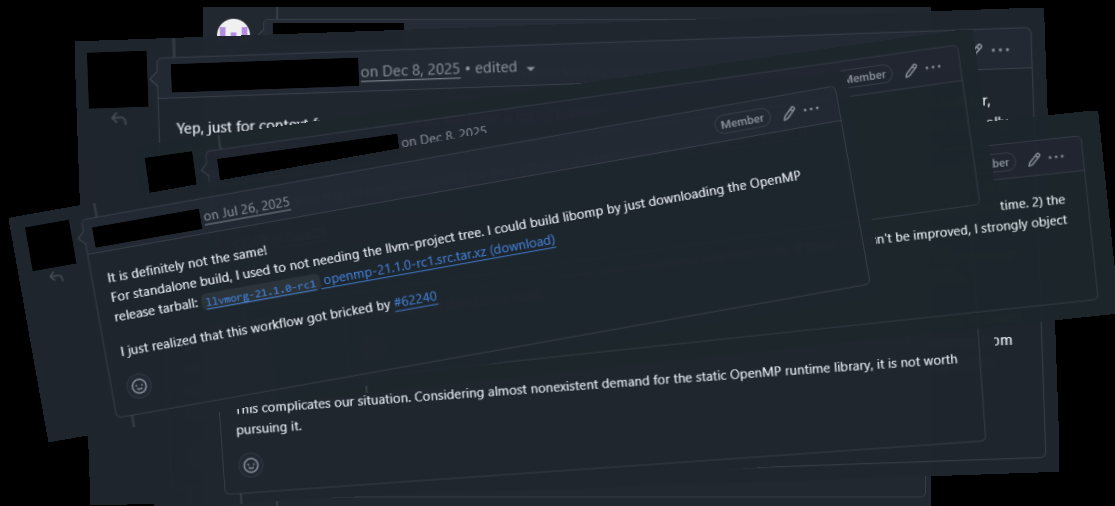 on Dec 8, 2025 • edited
Yep, just for context f
Member
on Dec 8, 2025
Member
on Jul 26, 2025
It is definitely not the same!
For standalone build, I used to not needing the llvm-project tree. I could build libomp by just downloading the OpenMP
release tarball: llvmorg-21.1.0-rc1 openmp-21.1.0-rc1.src.tar.xz (download)
I just realized that this workflow got bricked by #62240
r,
ber
time. 2) the
n't be improved, I strongly object
om
This complicates our situation. Considering almost nonexistent demand for the static OpenMP runtime library, it is not worth
pursuing it.